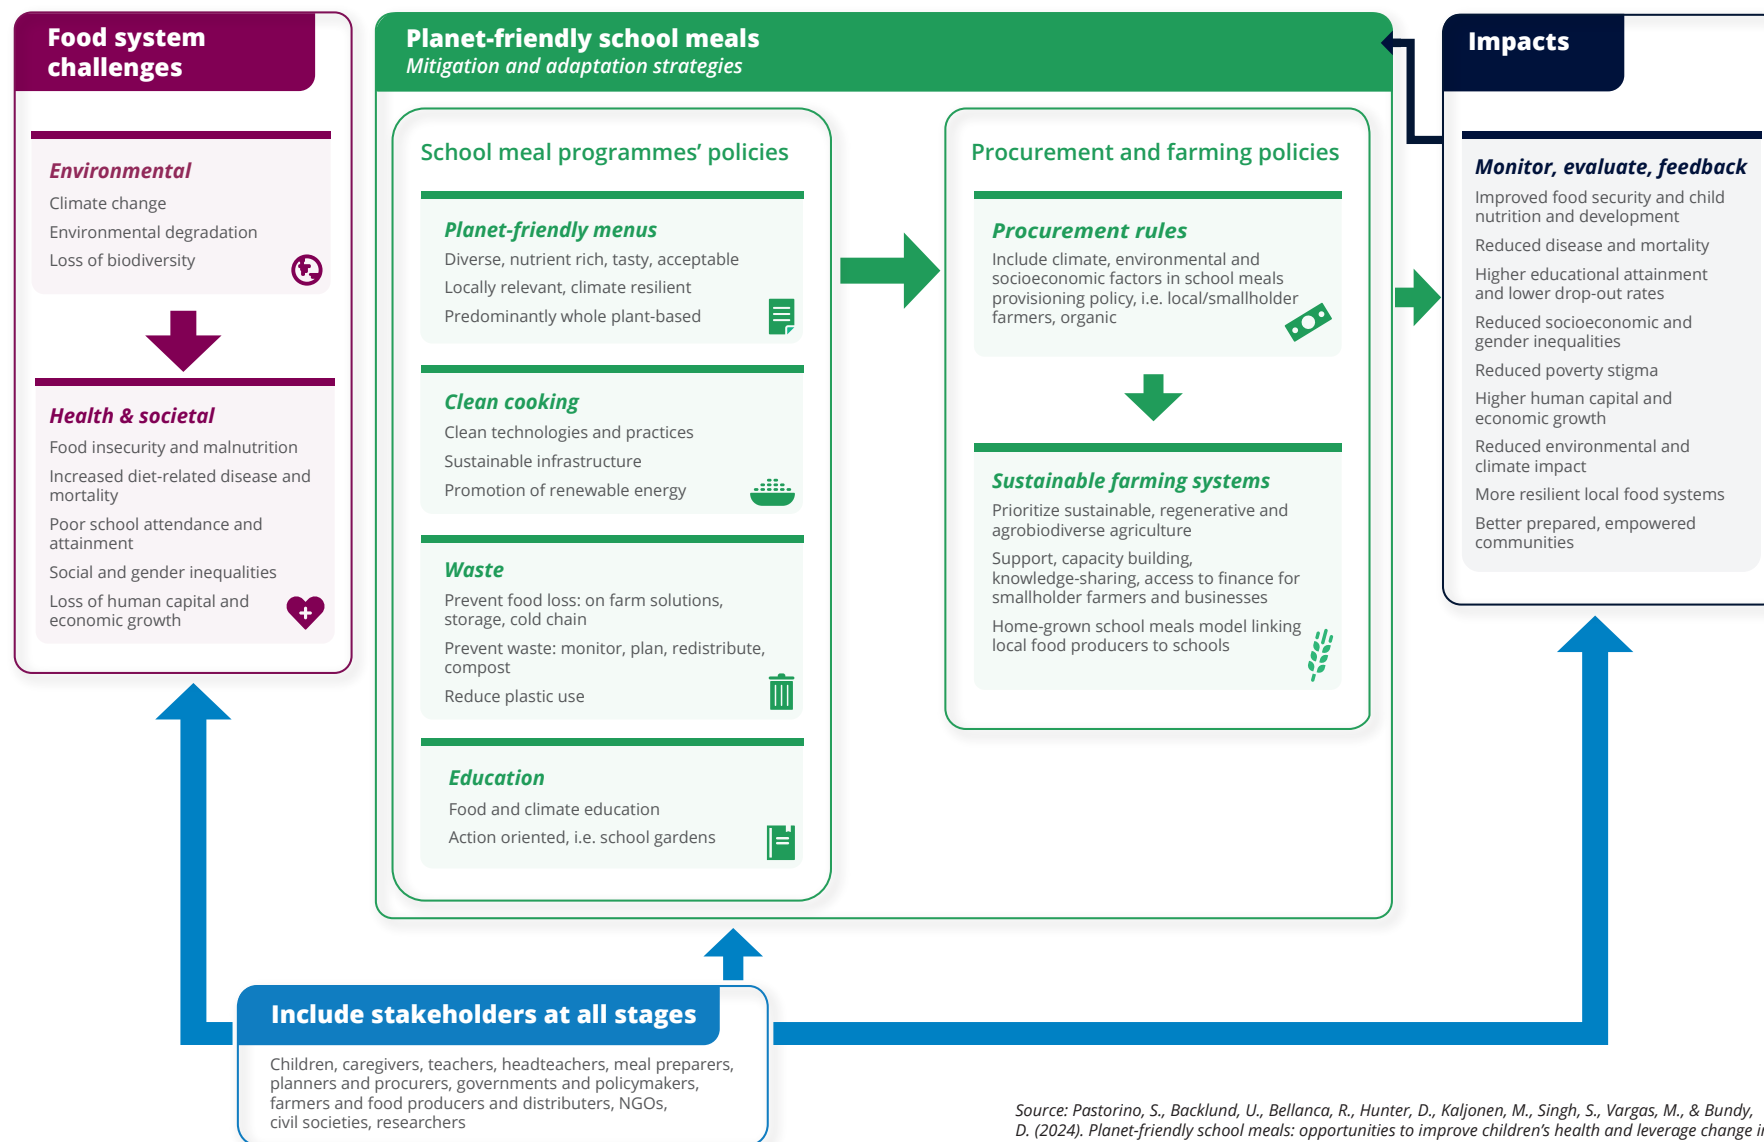 Food system
challenges
Environmental
Climate change
Environmental degradation
Loss of biodiversity
Health & societal
Food insecurity and malnutrition
Increased diet-related disease and
mortality
Poor school attendance and
attainment
Social and gender inequalities
Loss of human capital and
economic growth
Planet-friendly school meals
Mitigation and adaptation strategies
School meal programmes’ policies
Planet-friendly menus
Diverse, nutrient rich, tasty, acceptable
Locally relevant, climate resilient
Predominantly whole plant-based
Clean cooking
Clean technologies and practices
Sustainable infrastructure
Promotion of renewable energy
Waste
Prevent food loss: on farm solutions,
storage, cold chain
Prevent waste: monitor, plan, redistribute,
compost
Reduce plastic use
Education
Food and climate education
Action oriented, i.e. school gardens
Procurement and farming policies
Procurement rules
Include climate, environmental and
socioeconomic factors in school meals
provisioning policy, i.e. local/smallholder
farmers, organic
Sustainable farming systems
Prioritize sustainable, regenerative and
agrobiodiverse agriculture
Support, capacity building,
knowledge-sharing, access to finance for
smallholder farmers and businesses
Home-grown school meals model linking
local food producers to schools
Impacts
Monitor, evaluate, feedback
Improved food security and child
nutrition and development
Reduced disease and mortality
Higher educational attainment
and lower drop-out rates
Reduced socioeconomic and
gender inequalities
Reduced poverty stigma
Higher human capital and
economic growth
Reduced environmental and
climate impact
More resilient local food systems
Better prepared, empowered
communities
Include stakeholders at all stages
Children, caregivers, teachers, headteachers, meal preparers,
planners and procurers, governments and policymakers,
farmers and food producers and distributers, NGOs,
civil societies, researchers
Source: Pastorino, S., Backlund, U., Bellanca, R., Hunter, D., Kaljonen, M., Singh, S., Vargas, M., & Bundy,
D. (2024). Planet-friendly school meals: opportunities to improve children’s health and leverage change